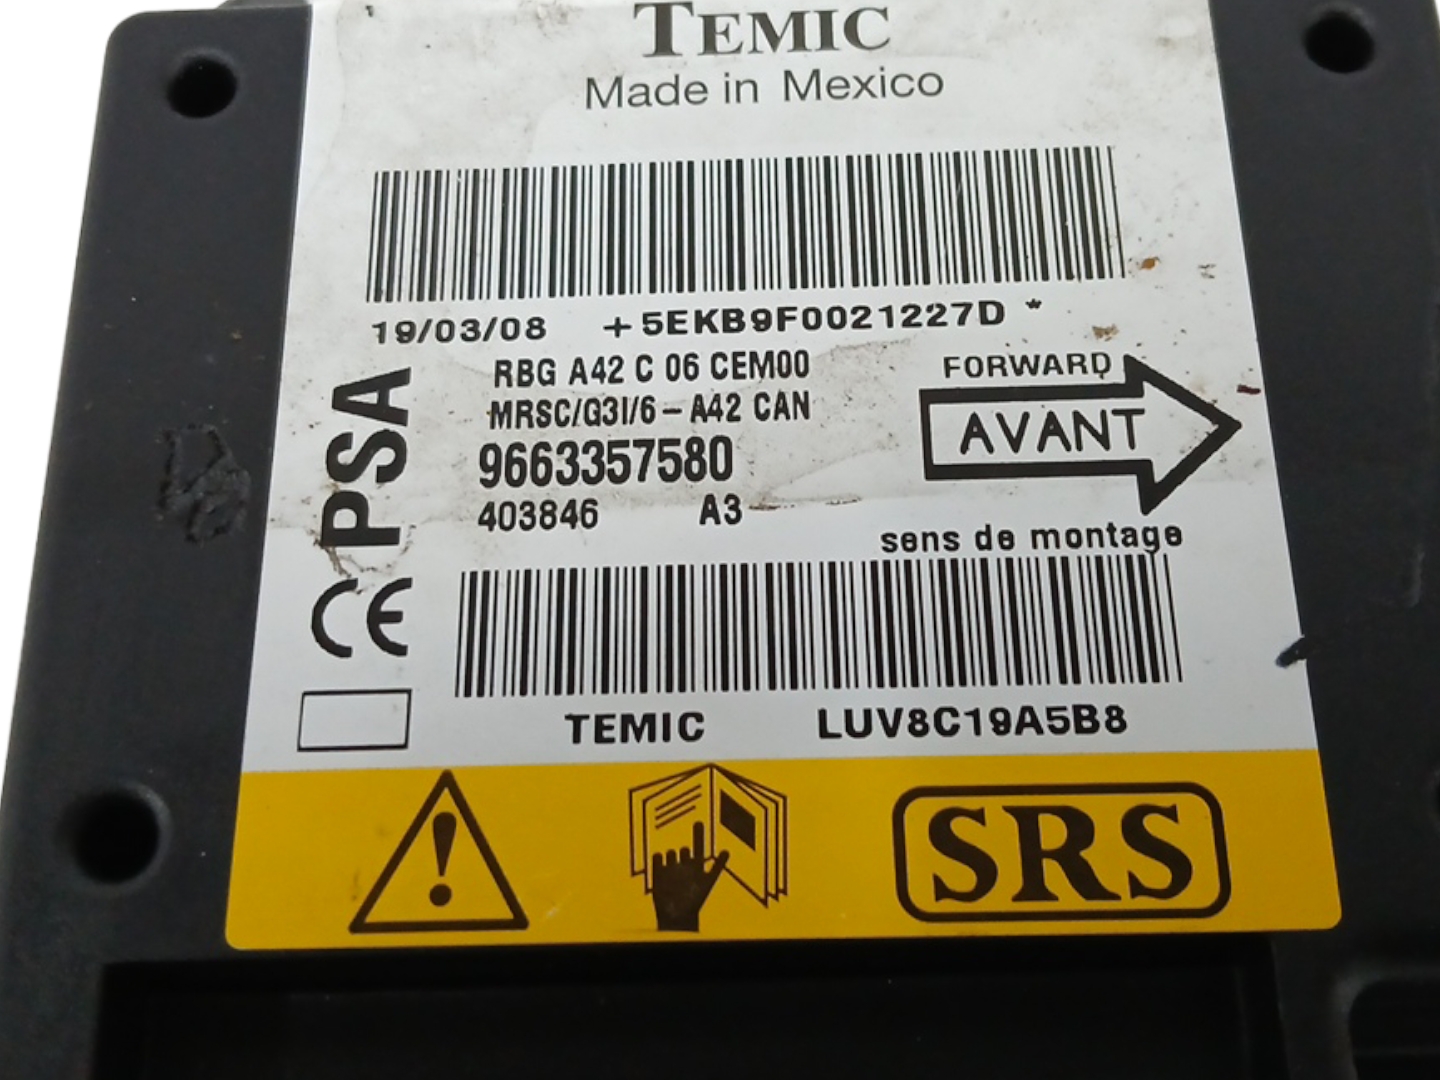 TEMIC
Made in Mexico
19/03/08 +5EKB9F0021227D *
RBG A42 C 06 CEM00
MRSC/G3I/6-A42 CAN
9663357580
403846 A3
FORWARD
AVANT
sens de montage
PSA
CE
TEMIC LUV8C19A5B8
SRS